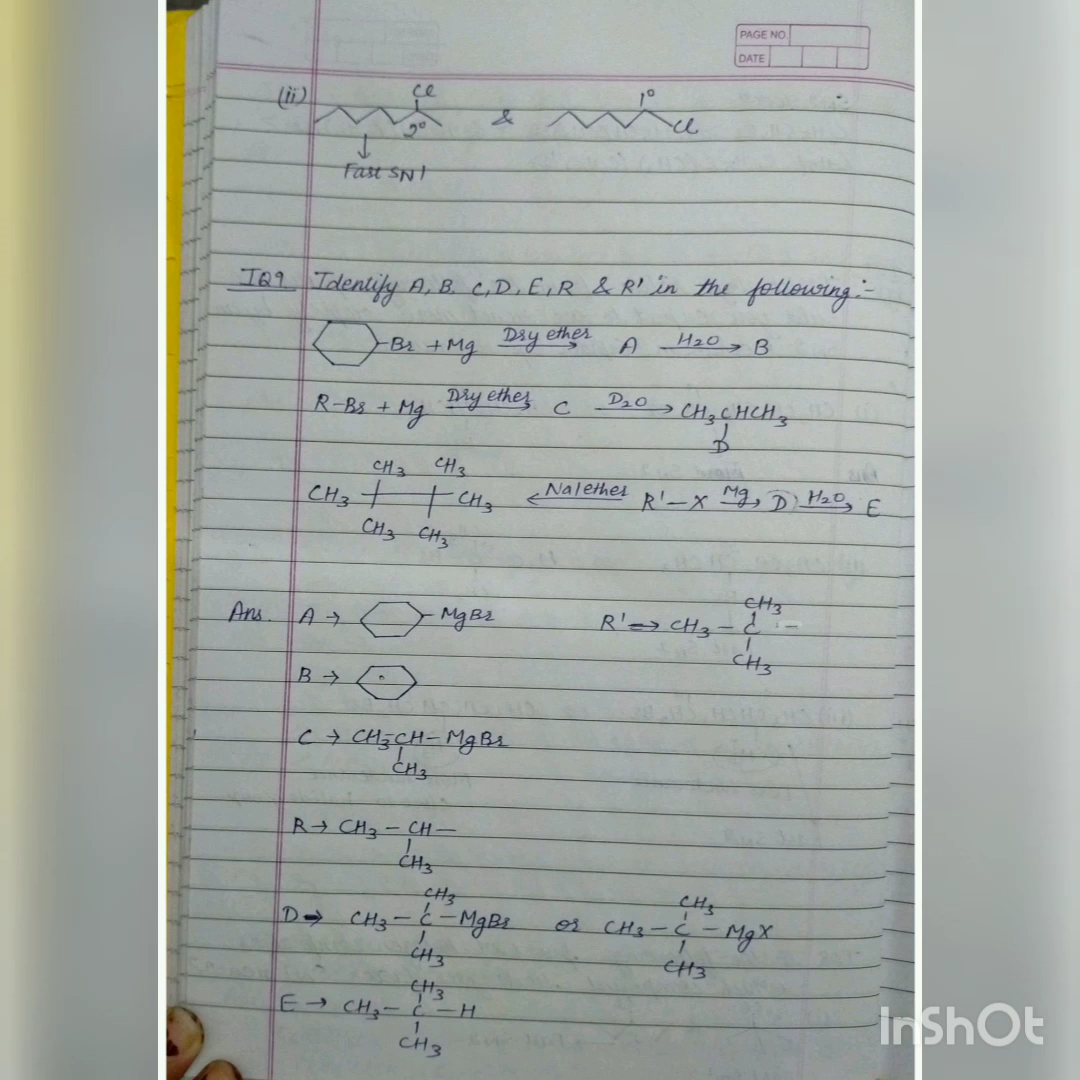 PAGE NO.
DATE
(ii) Cl 1°
2° & Cl
Fast SN1
IQ9 Identify A, B, C, D, E, R & R' in the following:-
-Br + Mg Dry ether → A H2O → B
R-Br + Mg Dry ether → C D2O → CH3CHCH3
D
CH3 CH3
CH3 CH3 ← Na/ether R'-X Mg → D H2O → E
CH3 CH3
Ans. A → -MgBr
CH3
R' → CH3 - C -
CH3
B →
C → CH3-CH-MgBr
CH3
R → CH3 - CH -
CH3
CH3 CH3
D → CH3 - C - MgBr or CH3 - C - MgX
CH3 CH3
CH3
E → CH3 - C - H
CH3
InShOt